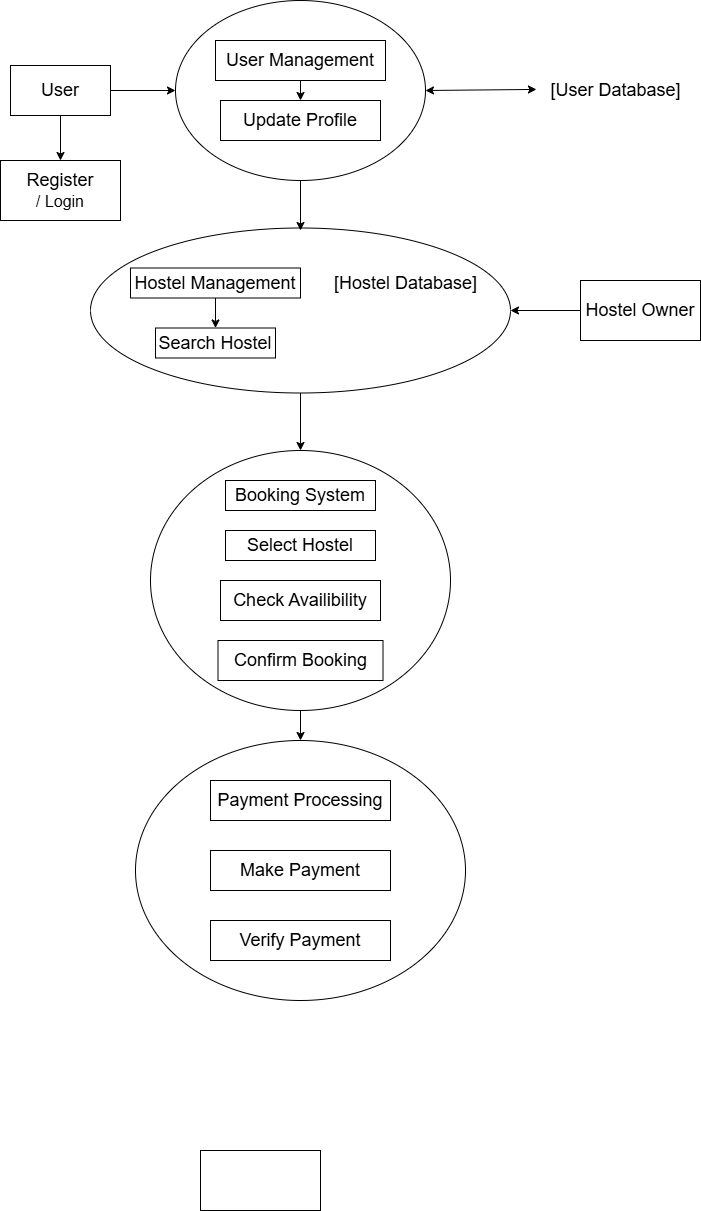 User Management
User
[User Database]
Update Profile
Register
/ Login
Hostel Management
[Hostel Database]
Hostel Owner
Search Hostel
Booking System
Select Hostel
Check Availibility
Confirm Booking
Payment Processing
Make Payment
Verify Payment